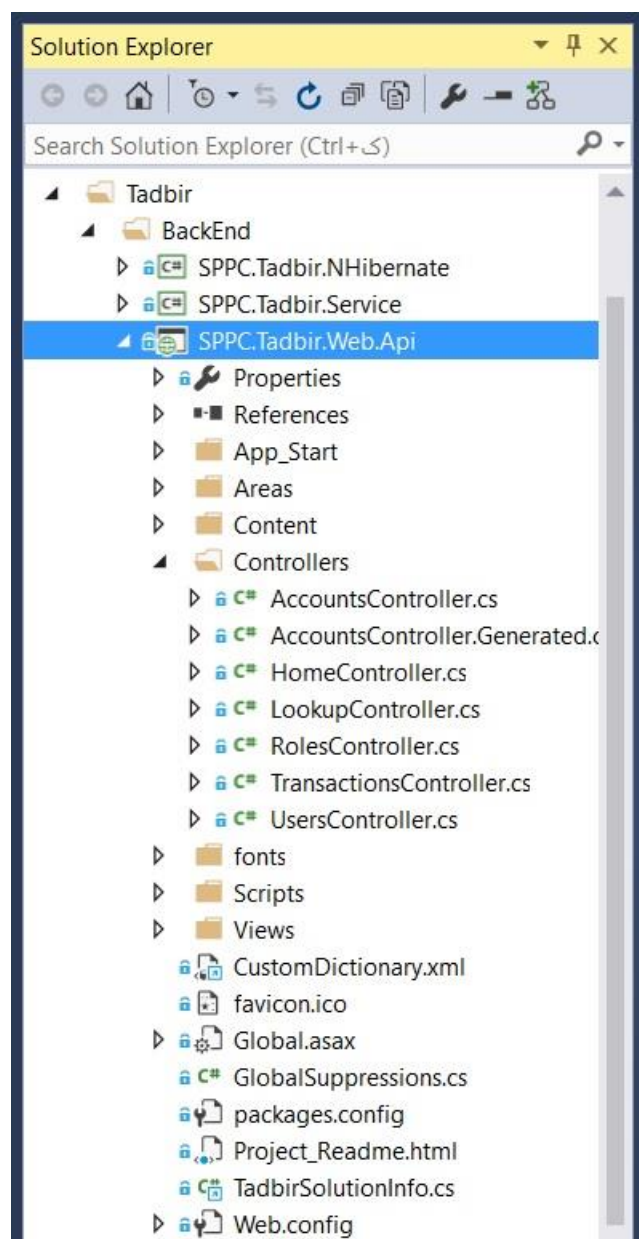 Solution Explorer
Search Solution Explorer (Ctrl+ک)
Tadbir
BackEnd
C# SPPC.Tadbir.NHibernate
C# SPPC.Tadbir.Service
SPPC.Tadbir.Web.Api
Properties
References
App_Start
Areas
Content
Controllers
C# AccountsController.cs
C# AccountsController.Generated.c
C# HomeController.cs
C# LookupController.cs
C# RolesController.cs
C# TransactionsController.cs
C# UsersController.cs
fonts
Scripts
Views
CustomDictionary.xml
favicon.ico
Global.asax
C# GlobalSuppressions.cs
packages.config
Project_Readme.html
C# TadbirSolutionInfo.cs
Web.config